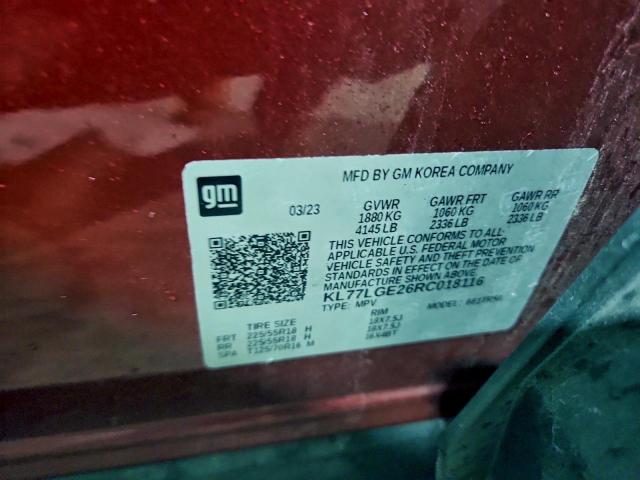 gm
MFD BY GM KOREA COMPANY
03/23
GVWR GAWR FRT GAWR RR
1880 KG 1060 KG 1060 KG
4145 LB 2336 LB 2336 LB
THIS VEHICLE CONFORMS TO ALL
APPLICABLE U.S. FEDERAL MOTOR
VEHICLE SAFETY AND THEFT PREVENTION
STANDARDS IN EFFECT ON THE DATE OF
MANUFACTURE SHOWN ABOVE.
KL77LGE26RC018116
TYPE: MPV MODEL:
TIRE SIZE RIM
FRT 225/55R18 H 18X7.5J
RR 225/55R18 H 18X7.5J
SPA T125/70R16 M 16X4BT